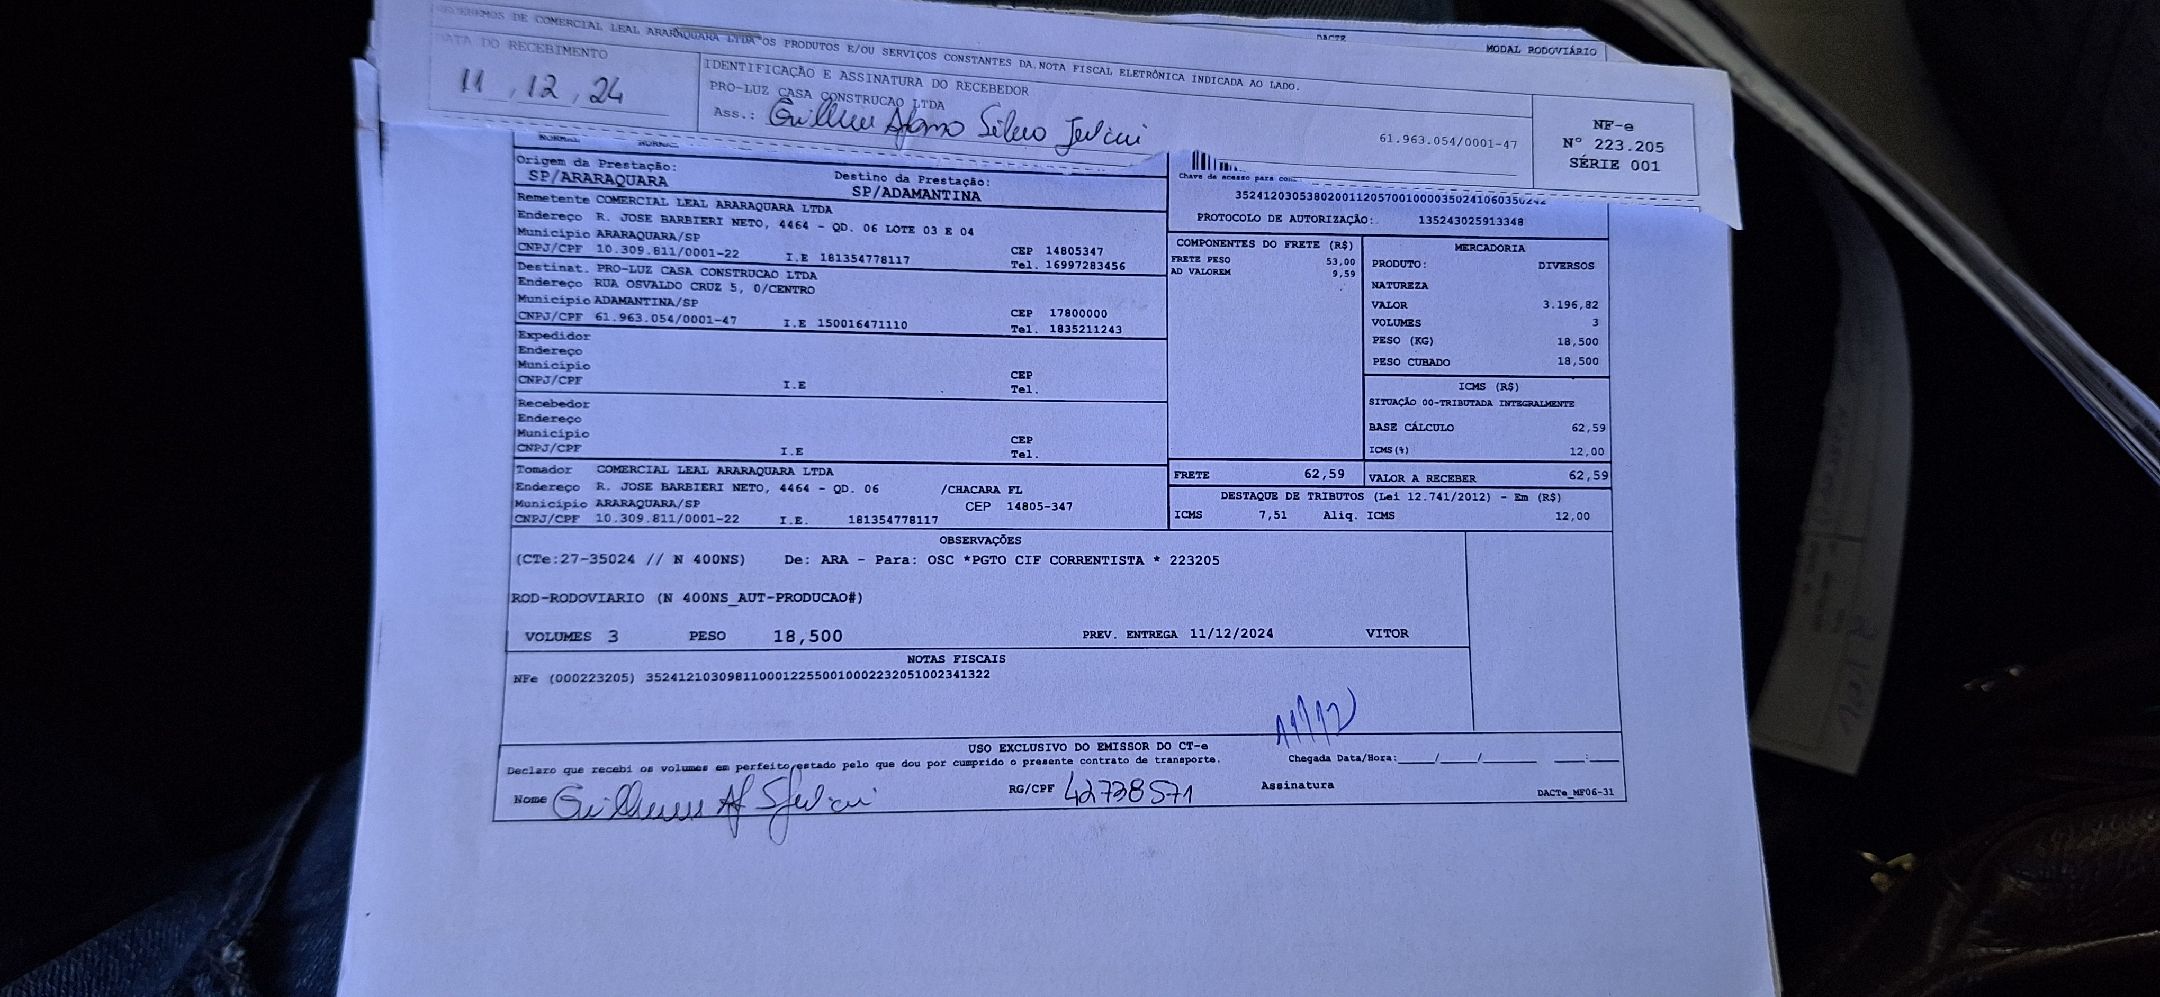 RECEBEMOS DE COMERCIAL LEAL ARARAQUARA LTDA OS PRODUTOS E/OU SERVIÇOS CONSTANTES DA NOTA FISCAL ELETRÔNICA INDICADA AO LADO.
DACTE
MODAL RODOVIÁRIO
DATA DO RECEBIMENTO
11 , 12 , 24
IDENTIFICAÇÃO E ASSINATURA DO RECEBEDOR
PRO-LUZ CASA CONSTRUCAO LTDA
Ass.:
61.963.054/0001-47
NF-e
Nº 223.205
SÉRIE 001
NORMAL NORMAL
Origem da Prestação:
SP/ARARAQUARA
Destino da Prestação:
SP/ADAMANTINA
Remetente COMERCIAL LEAL ARARAQUARA LTDA
Endereço R. JOSE BARBIERI NETO, 4464 - QD. 06 LOTE 03 E 04
Município ARARAQUARA/SP
CEP 14805347
CNPJ/CPF 10.309.811/0001-22 I.E 181354778117
Tel. 16997283456
Destinat. PRO-LUZ CASA CONSTRUCAO LTDA
Endereço RUA OSVALDO CRUZ 5, 0/CENTRO
Município ADAMANTINA/SP
CEP 17800000
CNPJ/CPF 61.963.054/0001-47 I.E 150016471110
Tel. 1835211243
Expedidor
Endereço
Município
CEP
CNPJ/CPF I.E
Tel.
Recebedor
Endereço
Município
CEP
CNPJ/CPF I.E
Tel.
Tomador COMERCIAL LEAL ARARAQUARA LTDA
Endereço R. JOSE BARBIERI NETO, 4464 - QD. 06 /CHACARA FL
Município ARARAQUARA/SP CEP 14805-347
CNPJ/CPF 10.309.811/0001-22 I.E. 181354778117
Chave de acesso para
PROTOCOLO DE AUTORIZAÇÃO: 135243025913348
COMPONENTES DO FRETE (R$)
FRETE PESO 53,00
AD VALOREM 9,59
MERCADORIA
PRODUTO: DIVERSOS
NATUREZA
VALOR 3.196,82
VOLUMES 3
PESO (KG) 18,500
PESO CUBADO 18,500
ICMS (R$)
SITUAÇÃO 00-TRIBUTADA INTEGRALMENTE
BASE CÁLCULO 62,59
ICMS(%) 12,00
FRETE 62,59
VALOR A RECEBER 62,59
DESTAQUE DE TRIBUTOS (Lei 12.741/2012) - Em (R$)
ICMS 7,51 Aliq. ICMS 12,00
OBSERVAÇÕES
(CTe:27-35024 // N 400NS) De: ARA - Para: OSC *PGTO CIF CORRENTISTA * 223205
ROD-RODOVIARIO (N 400NS_AUT-PRODUCAO#)
VOLUMES 3 PESO 18,500 PREV. ENTREGA 11/12/2024 VITOR
NOTAS FISCAIS
NFe (000223205) 35241210309811000122550010002232051002341322
11/12
USO EXCLUSIVO DO EMISSOR DO CT-e
Declaro que recebi os volumes em perfeito estado pelo que dou por cumprido o presente contrato de transporte.
Chegada Data/Hora:____/____/______ ___:___
Nome
RG/CPF 42738571
Assinatura
DACTe_MF06-31